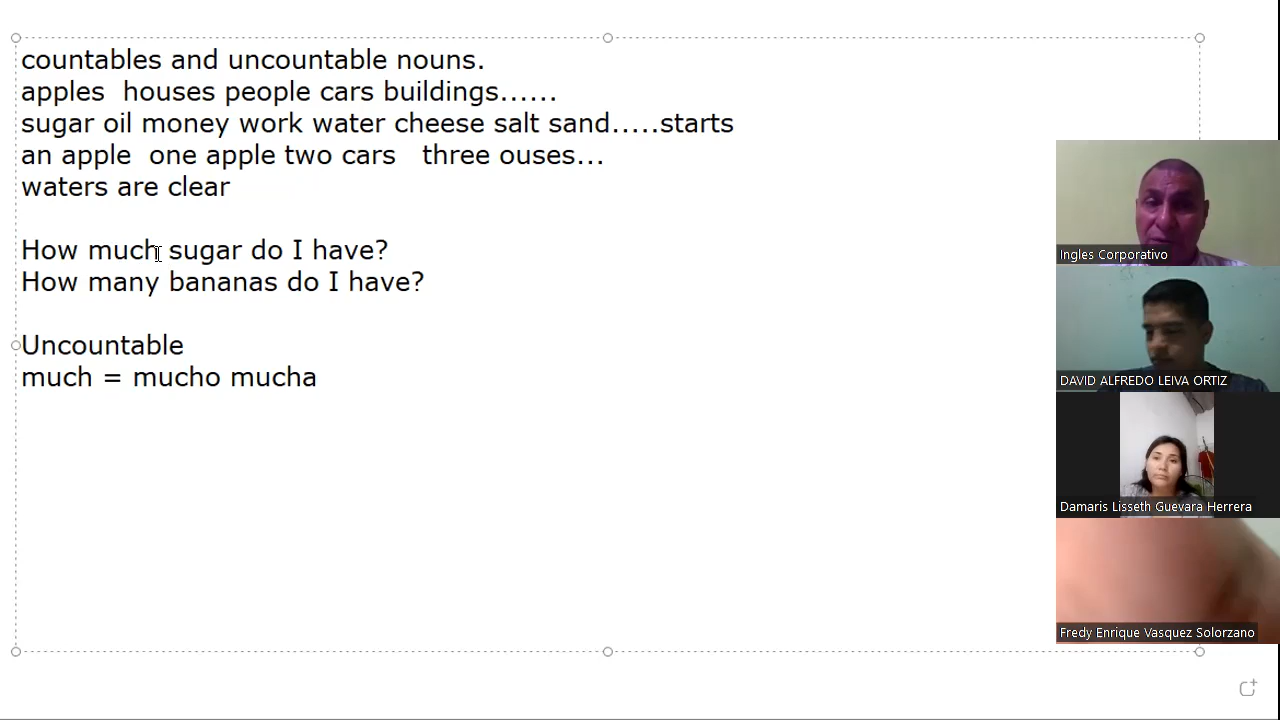 countables and uncountable nouns.
apples  houses people cars buildings......
sugar oil money work water cheese salt sand.....starts
an apple  one apple two cars   three ouses...
waters are clear
How much sugar do I have?
How many bananas do I have?
Uncountable
much = mucho mucha
Ingles Corporativo
DAVID ALFREDO LEIVA ORTIZ
Damaris Lisseth Guevara Herrera
Fredy Enrique Vasquez Solorzano